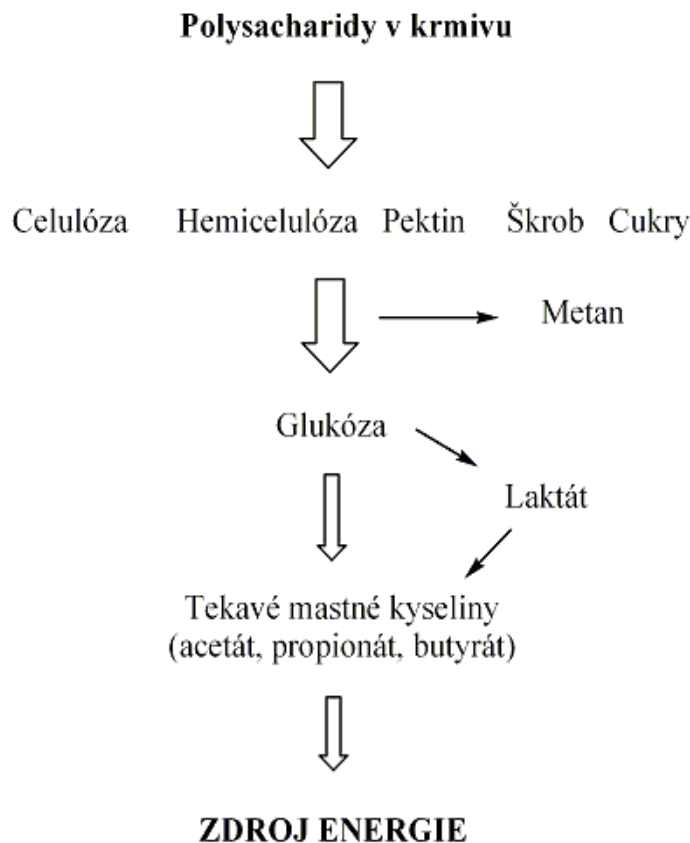 Polysacharidy v krmivu
Celulóza Hemicelulóza Pektin Škrob Cukry
Metan
Glukóza
Laktát
Tekavé mastné kyseliny
(acetát, propionát, butyrát)
ZDROJ ENERGIE